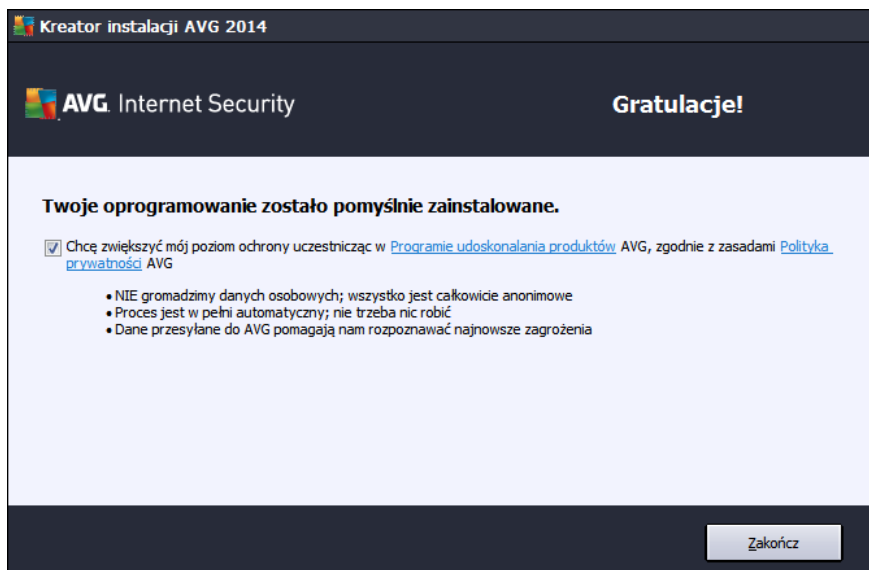 Kreator instalacji AVG 2014
AVG. Internet Security
Gratulacje!
Twoje oprogramowanie zostało pomyślnie zainstalowane.
Chcę zwiększyć mój poziom ochrony uczestnicząc w Programie udoskonalania produktów AVG, zgodnie z zasadami Polityka
prywatności AVG
• NIE gromadzimy danych osobowych; wszystko jest całkowicie anonimowe
• Proces jest w pełni automatyczny; nie trzeba nic robić
• Dane przesyłane do AVG pomagają nam rozpoznawać najnowsze zagrożenia
Zakończ